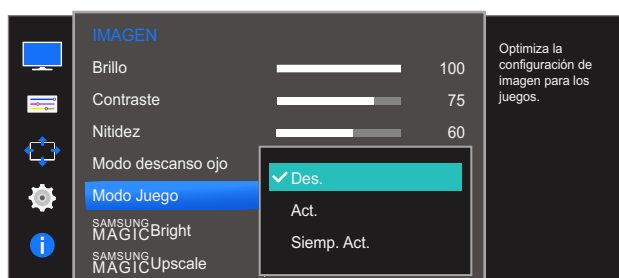 IMAGEN
Brillo 100
Contraste 75
Nitidez 60
Modo descanso ojo
Modo Juego
SAMSUNG
MAGICBright
SAMSUNG
MAGICUpscale
Des.
Act.
Siemp. Act.
Optimiza la
configuración de
imagen para los
juegos.